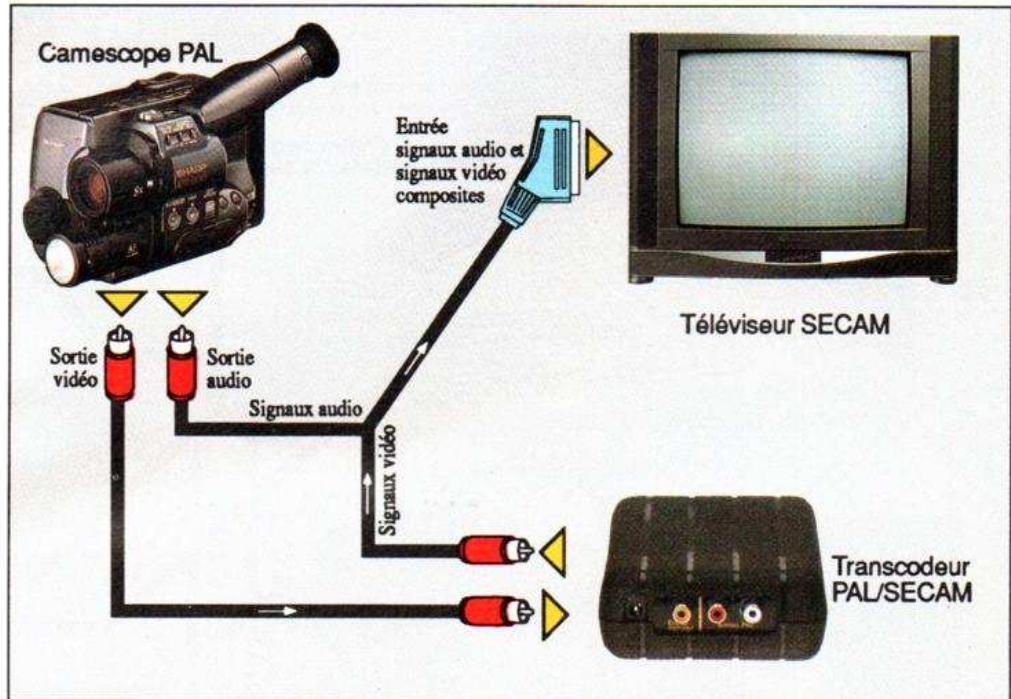 Camescope PAL
SHARP
Entrée
signaux audio et
signaux vidéo
composites
Téléviseur SECAM
Sortie
vidéo
Sortie
audio
Signaux audio
Signaux vidéo
Transcodeur
PAL/SECAM